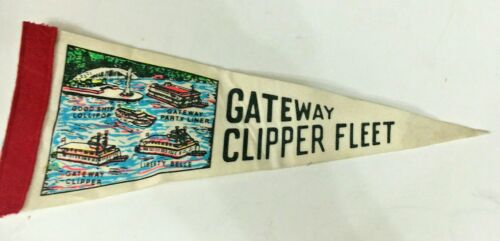 GOOD SHIP
LOLLIPOP
GATEWAY
PARTY LINER
GATEWAY
CLIPPER
LIBERTY BELLE
GATEWAY
CLIPPER FLEET